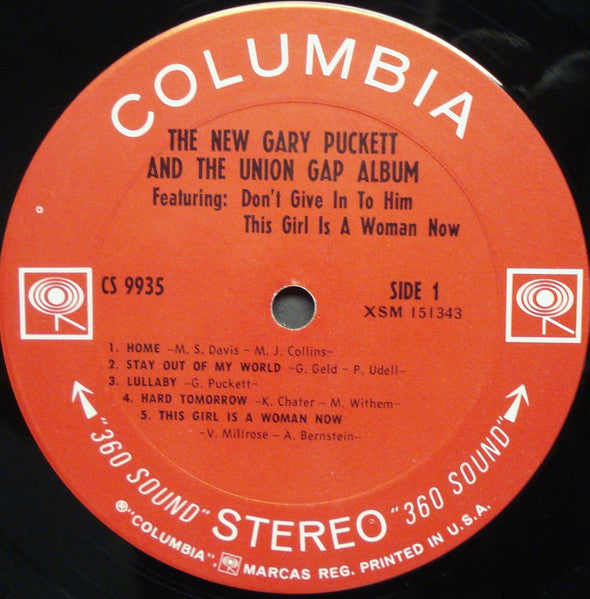 COLUMBIA
THE NEW GARY PUCKETT
AND THE UNION GAP ALBUM
Featuring: Don't Give In To Him
This Girl Is A Woman Now
CS 9935
SIDE 1
XSM 151343
1. HOME –M. S. Davis – M. J. Collins–
2. STAY OUT OF MY WORLD –G. Geld – P. Udell–
3. LULLABY –G. Puckett–
4. HARD TOMORROW –K. Chater – M. Withem–
5. THIS GIRL IS A WOMAN NOW
–V. Millrose – A. Bernstein–
"360 SOUND" STEREO "360 SOUND"
℗"COLUMBIA", MARCAS REG. PRINTED IN U.S.A.